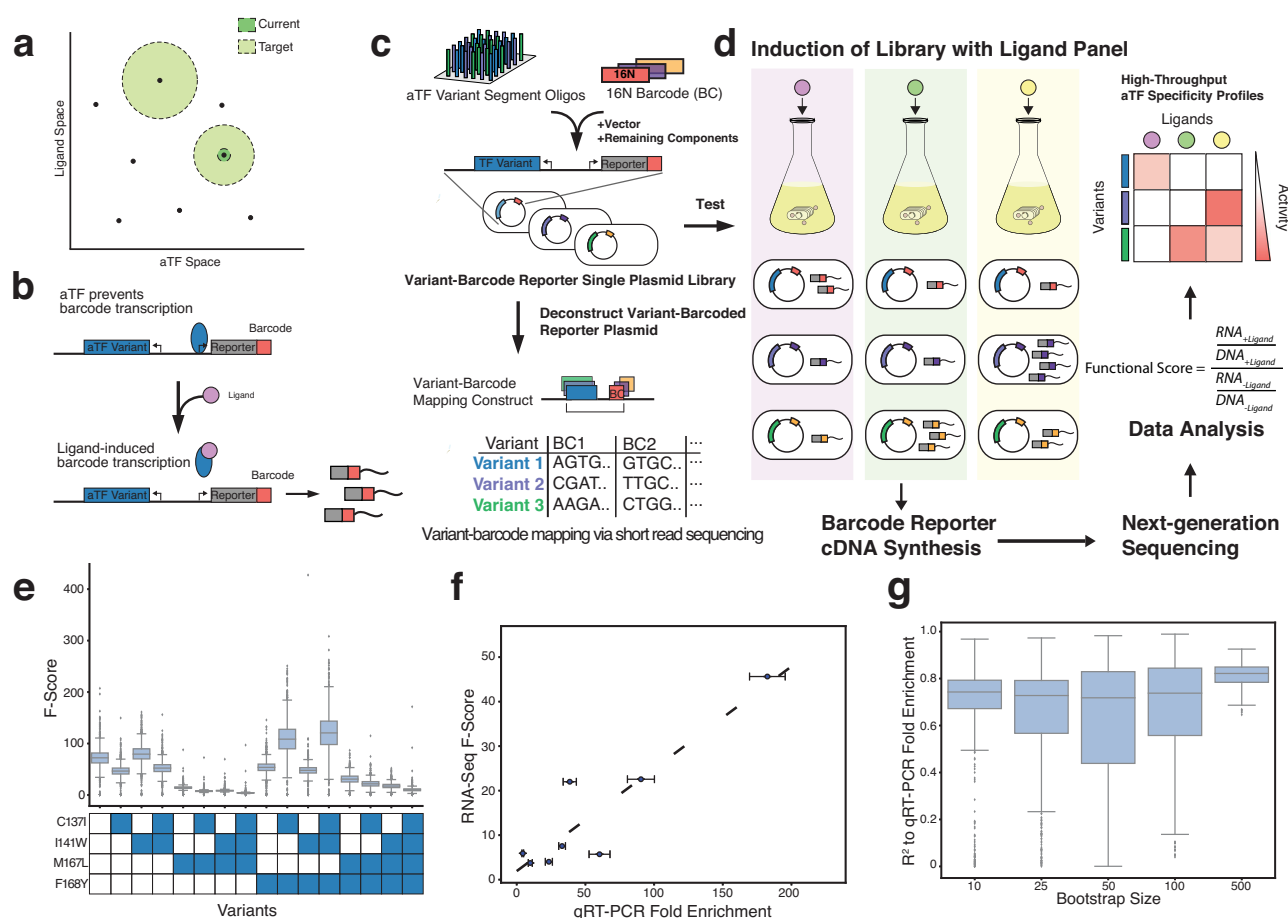 a
Current
Target
Ligand Space
aTF Space
b
aTF prevents
barcode transcription
Barcode
aTF Variant
Reporter
Ligand
Ligand-induced
barcode transcription
Barcode
aTF Variant
Reporter
c
16N
aTF Variant Segment Oligos
16N Barcode (BC)
+Vector
+Remaining Components
TF Variant
Reporter
Test
Variant-Barcode Reporter Single Plasmid Library
Deconstruct Variant-Barcoded
Reporter Plasmid
Variant-Barcode
Mapping Construct
BC
Variant BC1 BC2 ...
Variant 1 AGTG.. GTGC.. ...
Variant 2 CGAT.. TTGC.. ...
Variant 3 AAGA.. CTGG.. ...
Variant-barcode mapping via short read sequencing
d
Induction of Library with Ligand Panel
High-Throughput
aTF Specificity Profiles
Ligands
Variants
Activity
Functional Score =
RNA+Ligand
DNA+Ligand
RNA-Ligand
DNA-Ligand
Data Analysis
Barcode Reporter
cDNA Synthesis
Next-generation
Sequencing
e
F-Score
400
300
200
100
0
C137I
I141W
M167L
F168Y
Variants
f
RNA-Seq F-Score
50
40
30
20
10
0
0 50 100 150 200
qRT-PCR Fold Enrichment
g
R² to qRT-PCR Fold Enrichment
1.0
0.8
0.6
0.4
0.2
0.0
10 25 50 100 500
Bootstrap Size